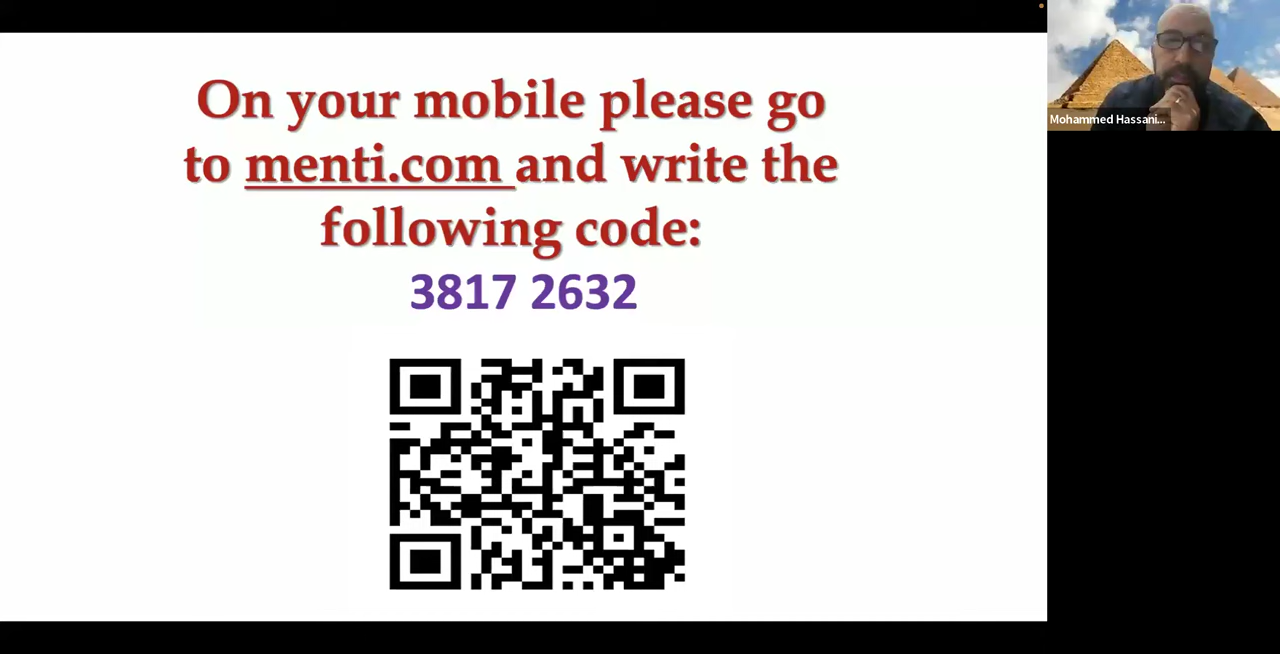 On your mobile please go
to menti.com and write the
following code:
3817 2632
Mohammed Hassani...